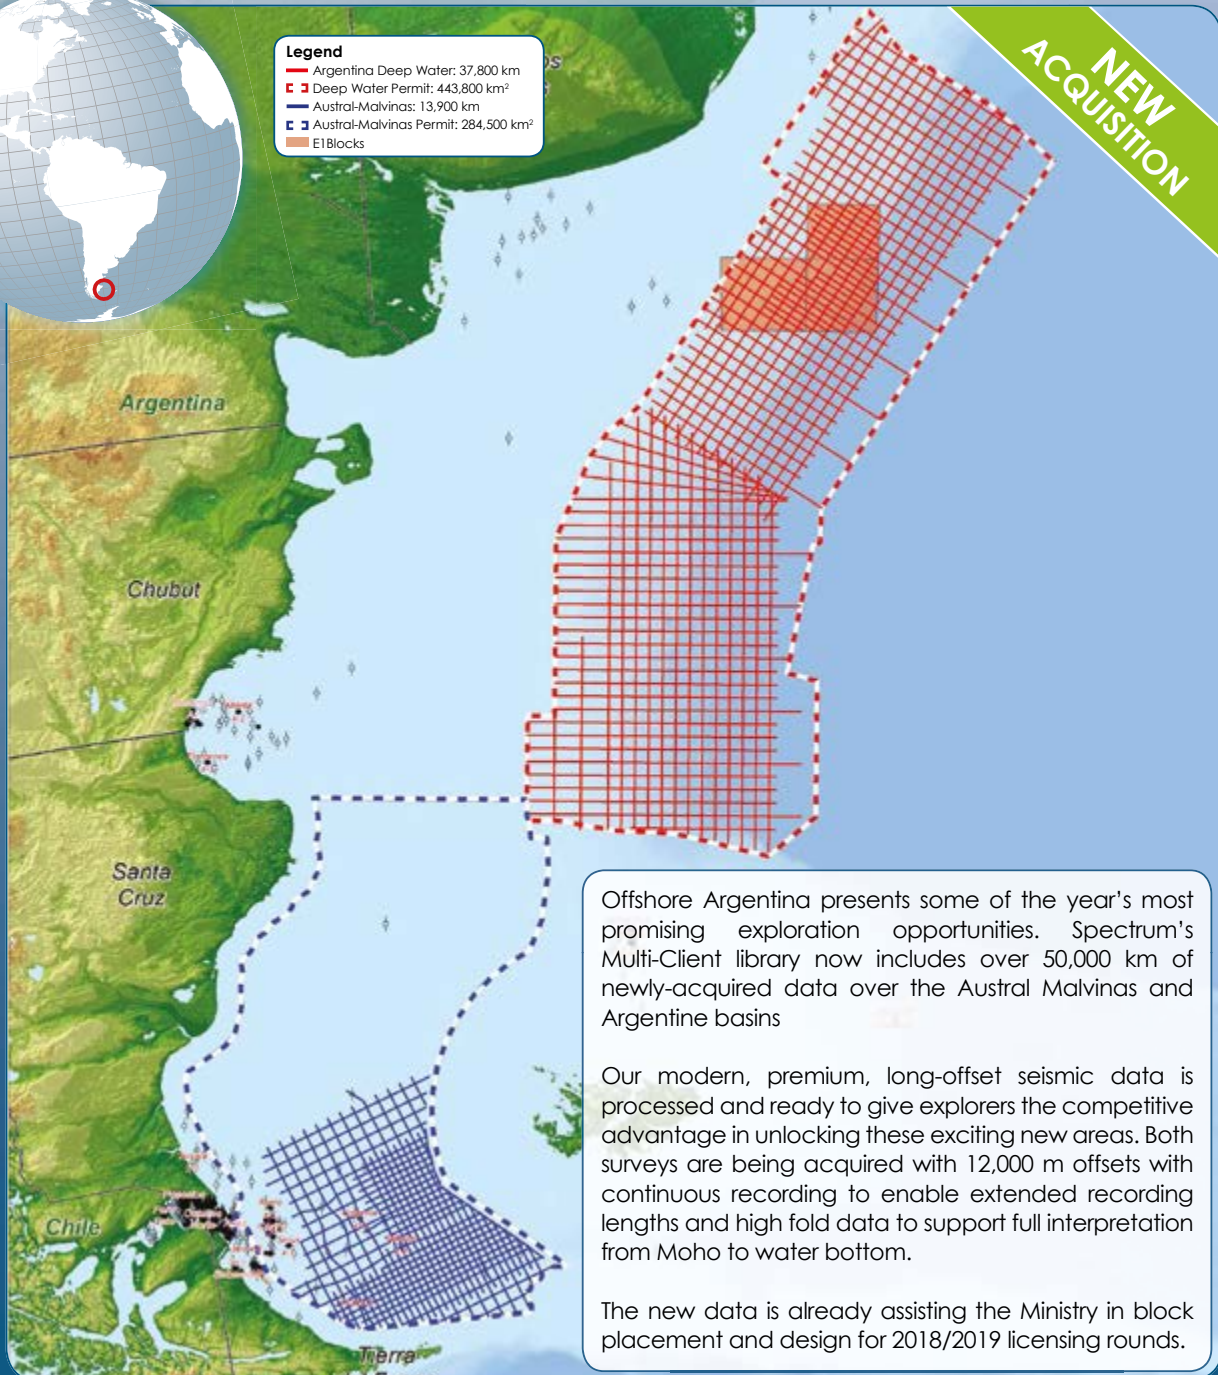 Legend
Argentina Deep Water: 37,800 km
Deep Water Permit: 443,800 km²
Austral-Malvinas: 13,900 km
Austral-Malvinas Permit: 284,500 km²
E1Blocks
NEW
ACQUISITION
Argentina
Chubut
Santa
Cruz
Chile
Tierra
Offshore Argentina presents some of the year's most
promising exploration opportunities. Spectrum's
Multi-Client library now includes over 50,000 km of
newly-acquired data over the Austral Malvinas and
Argentine basins
Our modern, premium, long-offset seismic data is
processed and ready to give explorers the competitive
advantage in unlocking these exciting new areas. Both
surveys are being acquired with 12,000 m offsets with
continuous recording to enable extended recording
lengths and high fold data to support full interpretation
from Moho to water bottom.
The new data is already assisting the Ministry in block
placement and design for 2018/2019 licensing rounds.